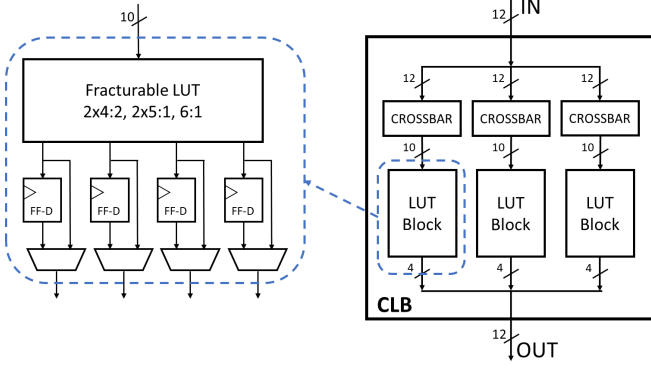 10
Fracturable LUT
2x4:2, 2x5:1, 6:1
FF-D FF-D FF-D FF-D
12 IN
12 12 12
CROSSBAR CROSSBAR CROSSBAR
10 10 10
LUT LUT LUT
Block Block Block
4 4 4
CLB
12
OUT